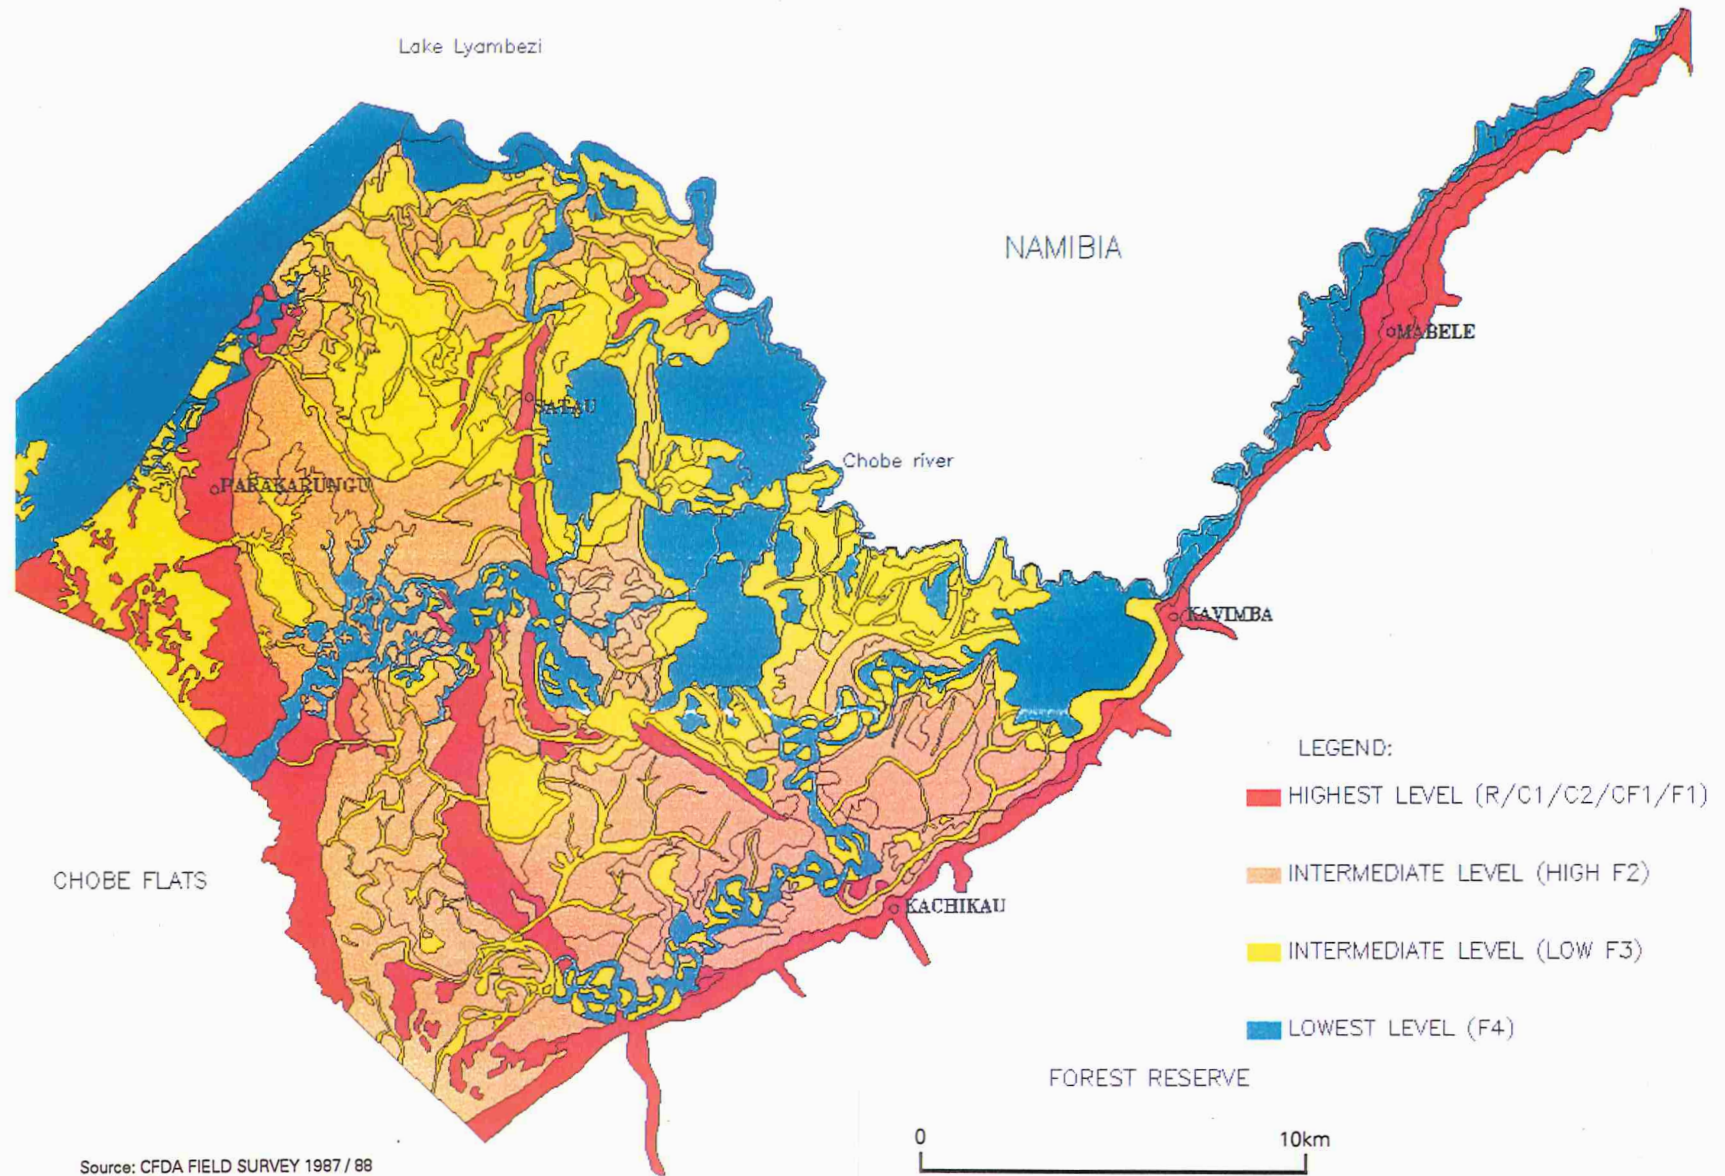 Lake Lyambezi
NAMIBIA
MABELE
SATAU
Chobe river
PARAKARUNGU
KAVIMBA
LEGEND:
HIGHEST LEVEL (R/C1/C2/CF1/F1)
INTERMEDIATE LEVEL (HIGH F2)
CHOBE FLATS
KACHIKAU
INTERMEDIATE LEVEL (LOW F3)
LOWEST LEVEL (F4)
FOREST RESERVE
0 10km
Source: CFDA FIELD SURVEY 1987 / 88